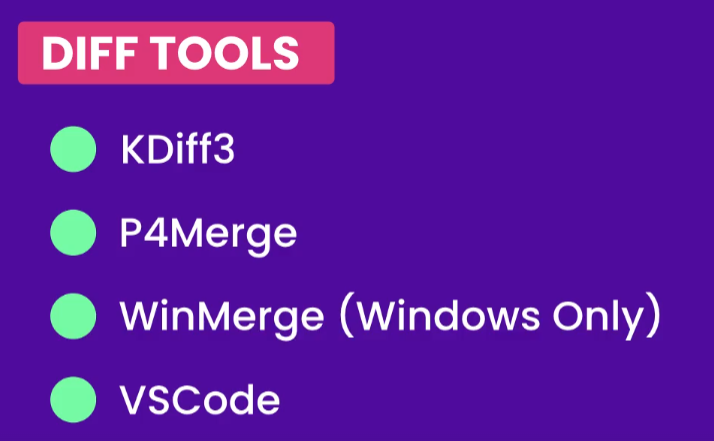 DIFF TOOLS
KDiff3
P4Merge
WinMerge (Windows Only)
VSCode